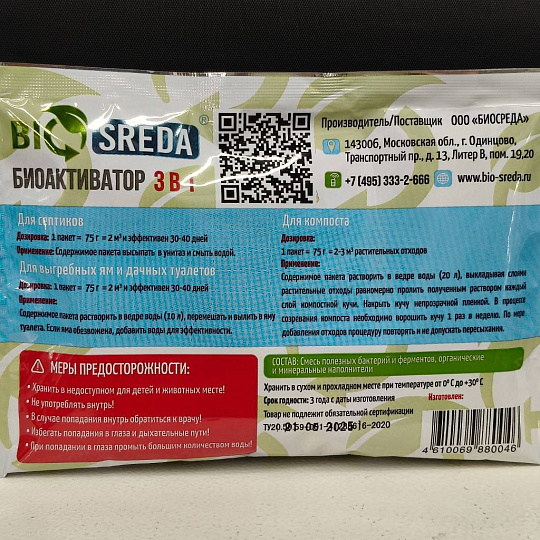 BIO SREDA ®
БИОАКТИВАТОР 3 В 1
Производитель/Поставщик ООО «БИОСРЕДА»
143006, Московская обл., г. Одинцово,
Транспортный пр., д. 13, Литер В, пом. 19,20
+7 (495) 333-2-666 www.bio-sreda.ru
Для септиков
Дозировка: 1 пакет = 75 г = 2 м³ и эффективен 30-40 дней
Применение: Содержимое пакета высыпать в унитаз и смыть водой.
Для выгребных ям и дачных туалетов
Дозировка: 1 пакет = 75 г = 2 м³ и эффективен 30-40 дней
Применение:
Содержимое пакета растворить в ведре воды (10 л), перемешать и вылить в яму
туалета. Если яма обезвожена, добавить воды для эффективности.
Для компоста
Дозировка:
1 пакет = 75 г = 2-3 м³ растительных отходов
Применение:
Содержимое пакета растворить в ведре воды (20 л), выкладывая слоями
растительные отходы равномерно пролить полученным раствором каждый
слой компостной кучи. Накрыть кучу непрозрачной пленкой. В процессе
созревания компоста необходимо ворошить кучу 1 раз в неделю. По мере
добавления отходов процедуру повторять и не допускать пересыхания.
МЕРЫ ПРЕДОСТОРОЖНОСТИ:
• Хранить в недоступном для детей и животных месте!
• Не употреблять внутрь!
• В случае попадания внутрь обратиться к врачу!
• Избегать попадания в глаза и дыхательные пути!
• При попадании в глаза промыть большим количеством воды!
СОСТАВ: Смесь полезных бактерий и ферментов, органические
и минеральные наполнители
Хранить в сухом и прохладном месте при температуре от 0° С до +30° С
Срок годности: 3 года с даты изготовления
Изготовлен:
Товар не подлежит обязательной сертификации
21 05 2025
4 610069 880046